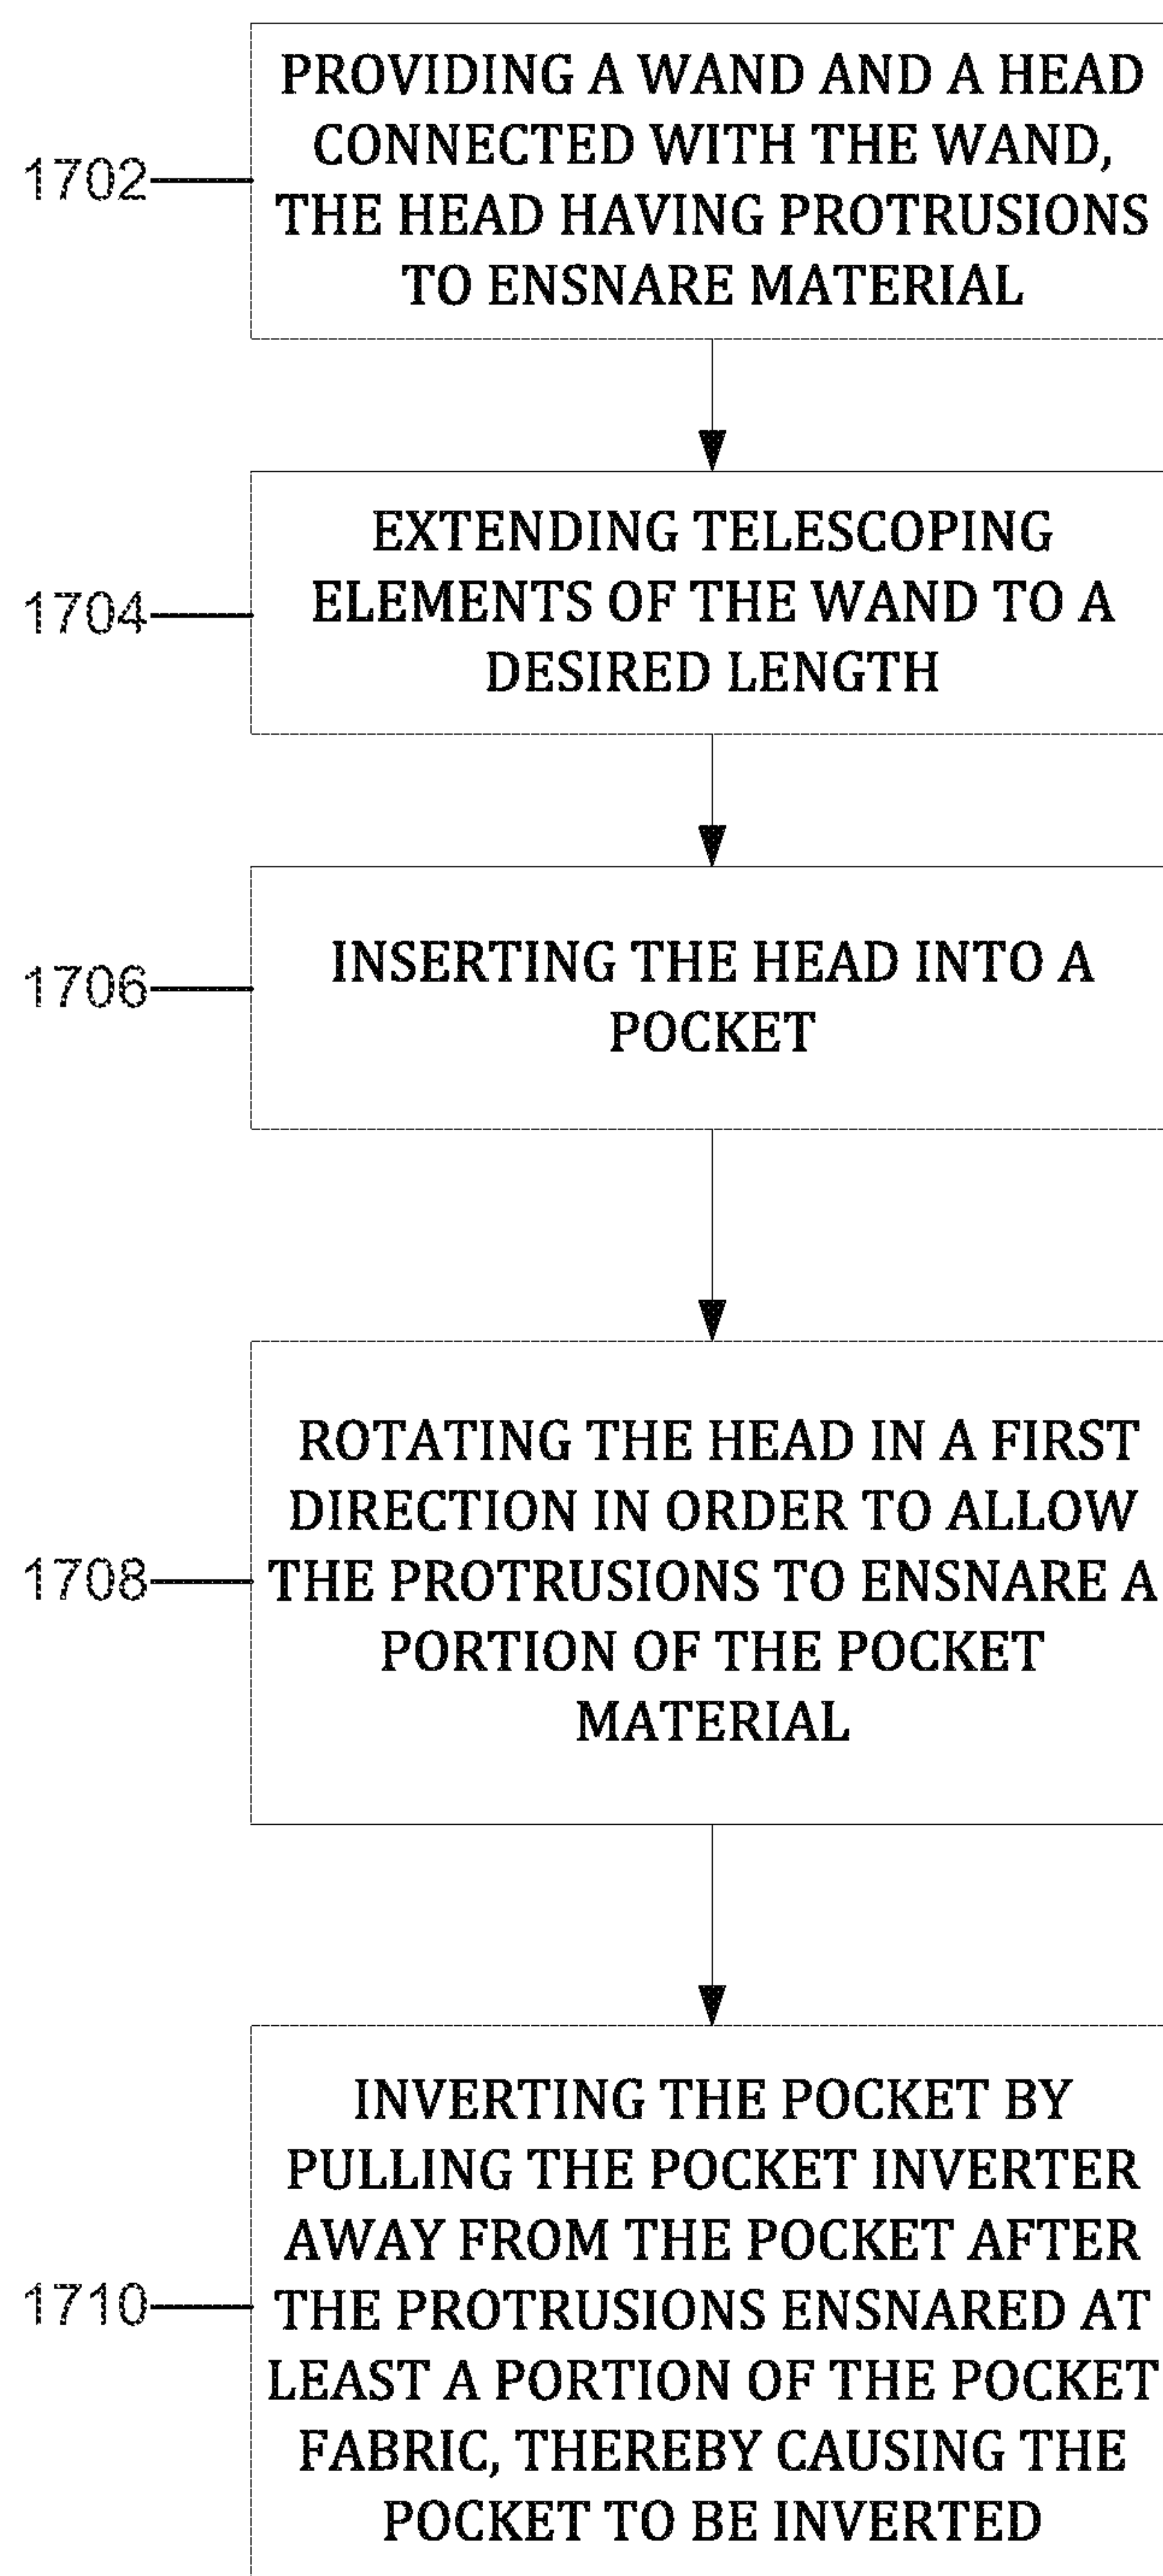 PROVIDING A WAND AND A HEAD
CONNECTED WITH THE WAND,
1702
THE HEAD HAVING PROTRUSIONS
TO ENSNARE MATERIAL
EXTENDING TELESCOPING
1704
ELEMENTS OF THE WAND TO A
DESIRED LENGTH
INSERTING THE HEAD INTO A
1706
POCKET
ROTATING THE HEAD IN A FIRST
DIRECTION IN ORDER TO ALLOW
1708
THE PROTRUSIONS TO ENSNARE A
PORTION OF THE POCKET
MATERIAL
INVERTING THE POCKET BY
PULLING THE POCKET INVERTER
AWAY FROM THE POCKET AFTER
1710
THE PROTRUSIONS ENSNARED AT
LEAST A PORTION OF THE POCKET
FABRIC, THEREBY CAUSING THE
POCKET TO BE INVERTED